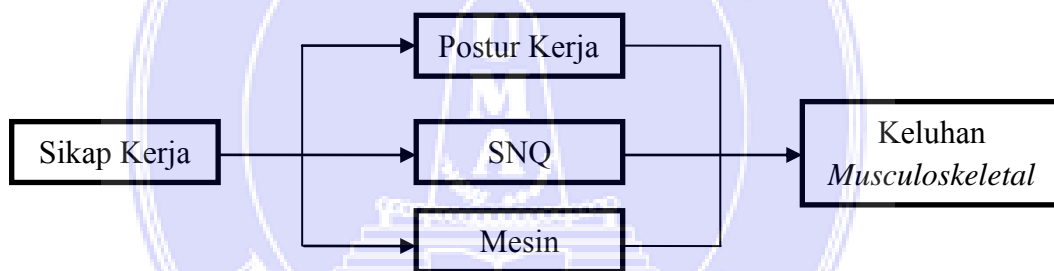 Postur Kerja
Sikap Kerja
SNQ
Keluhan
Musculoskeletal
Mesin
U
M
A